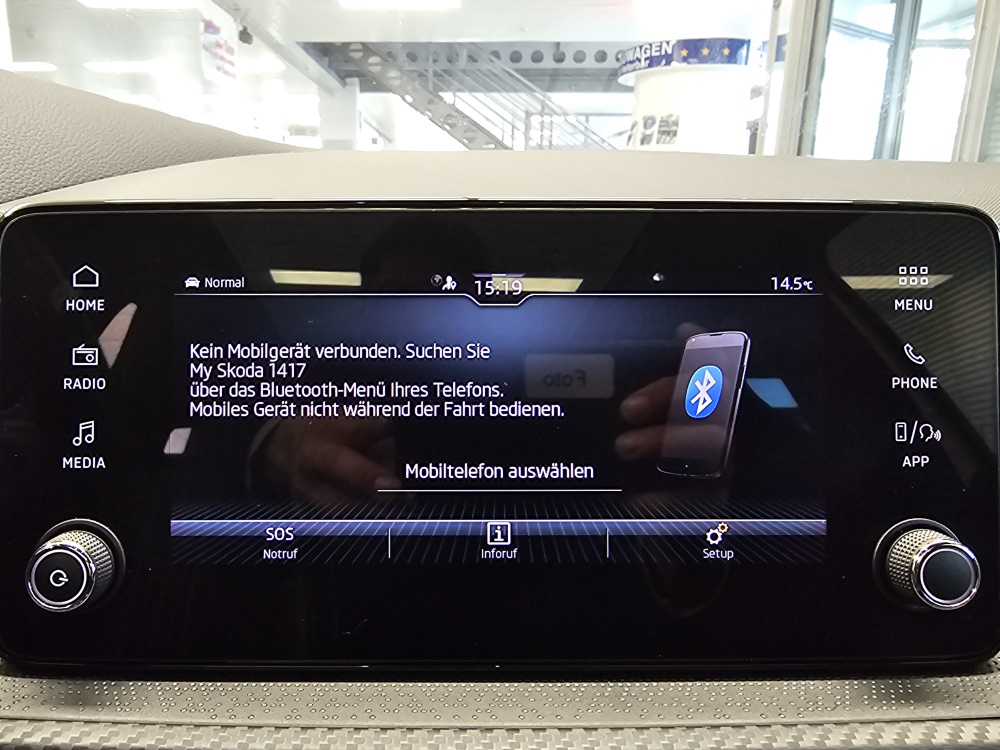 WAGEN
Normal
15:19
14.5°C
HOME
MENU
Kein Mobilgerät verbunden. Suchen Sie
My Skoda 1417
über das Bluetooth-Menü Ihres Telefons.
Mobiles Gerät nicht während der Fahrt bedienen.
Foto
RADIO
PHONE
MEDIA
APP
Mobiltelefon auswählen
SOS
Notruf
Inforuf
Setup